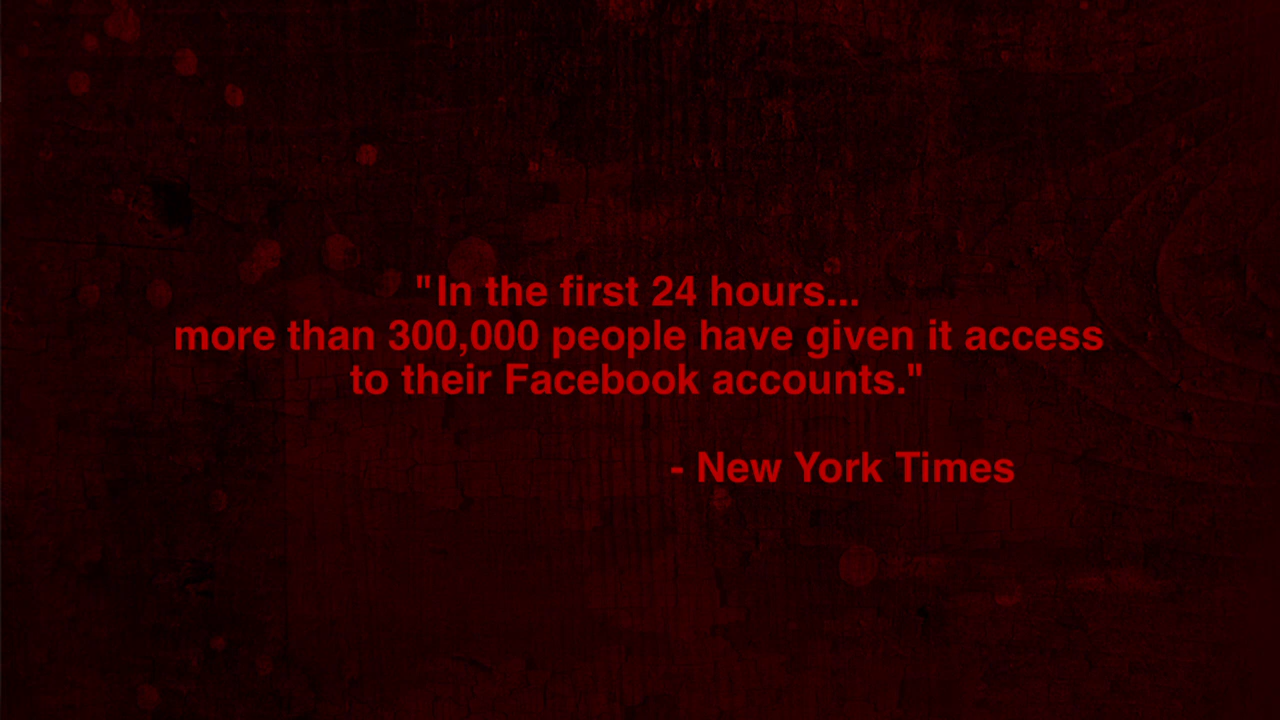 "In the first 24 hours...
more than 300,000 people have given it access
to their Facebook accounts."
- New York Times